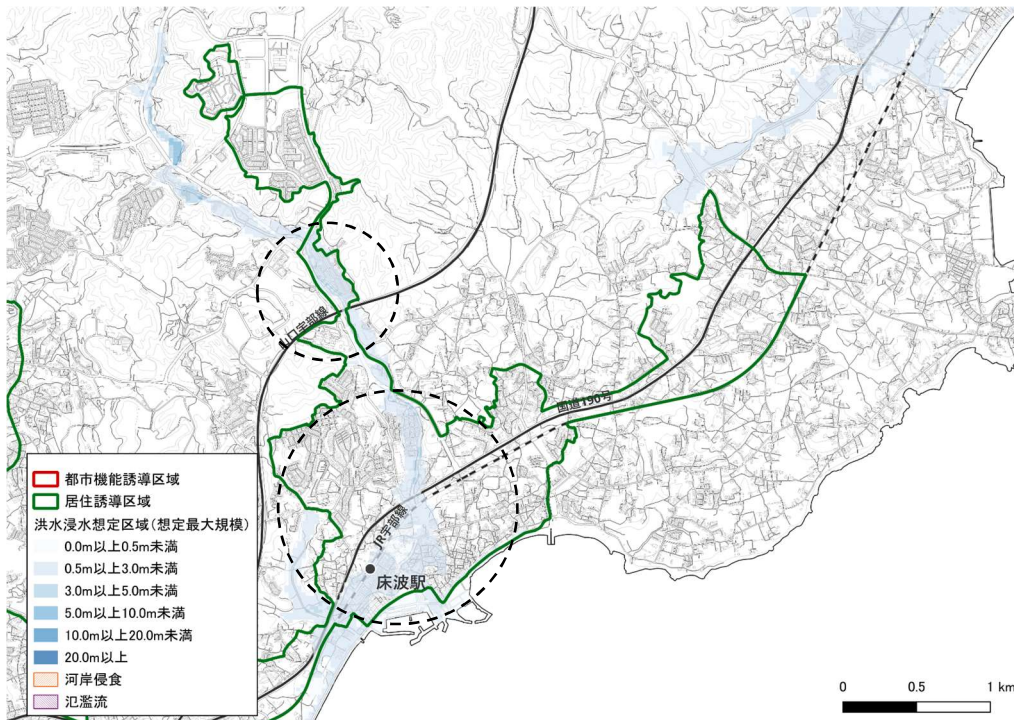 山口宇部線
国道190号
JR宇部線
床波駅
都市機能誘導区域
居住誘導区域
洪水浸水想定区域(想定最大規模)
0.0m以上0.5m未満
0.5m以上3.0m未満
3.0m以上5.0m未満
5.0m以上10.0m未満
10.0m以上20.0m未満
20.0m以上
河岸侵食
氾濫流
0 0.5 1 km